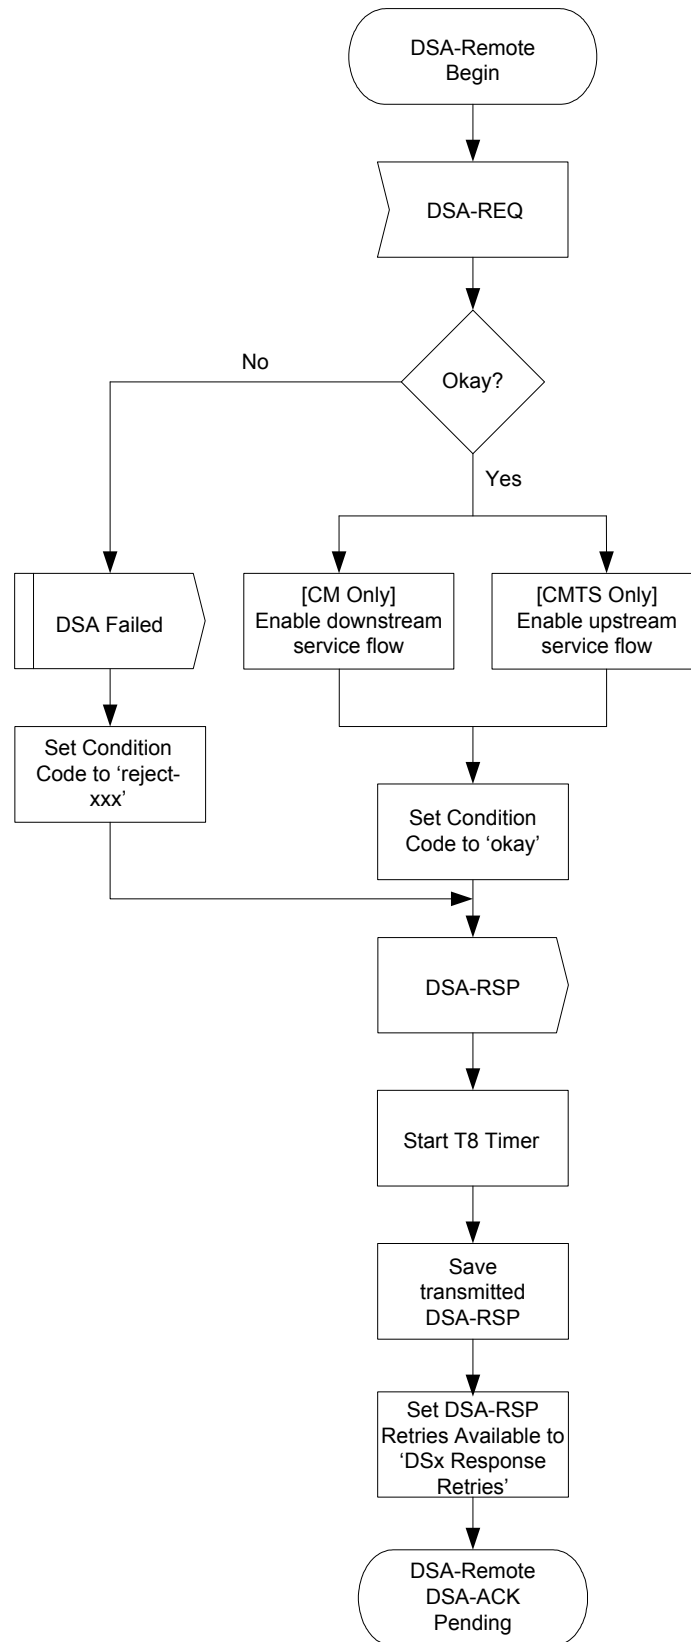 DSA-Remote
Begin
DSA-REQ
Okay?
No
Yes
DSA Failed
[CM Only]
Enable downstream
service flow
[CMTS Only]
Enable upstream
service flow
Set Condition
Code to ‘reject-
xxx’
Set Condition
Code to ‘okay’
DSA-RSP
Start T8 Timer
Save
transmitted
DSA-RSP
Set DSA-RSP
Retries Available to
‘DSx Response
Retries’
DSA-Remote
DSA-ACK
Pending